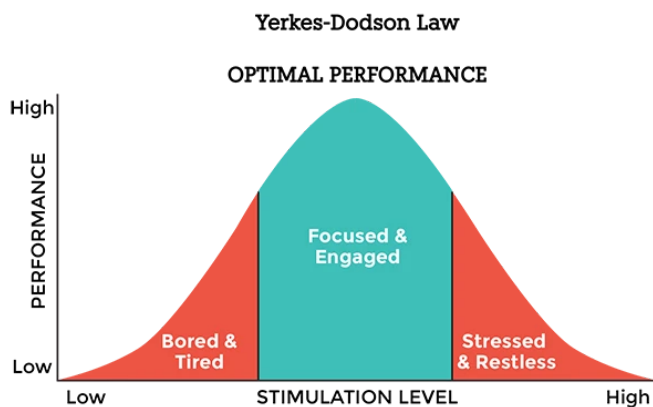 Yerkes-Dodson Law
OPTIMAL PERFORMANCE
High
PERFORMANCE
Focused &
Engaged
Bored &
Tired
Stressed
& Restless
Low
Low
STIMULATION LEVEL
High